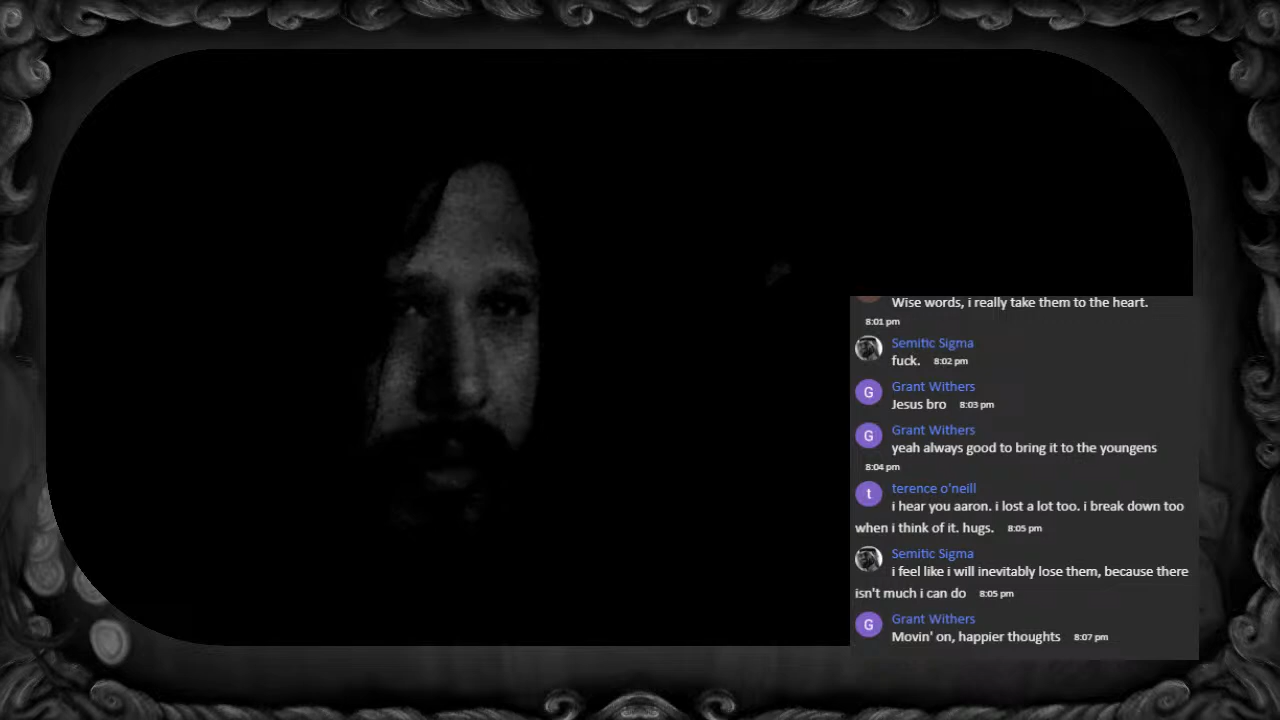 Wise words, i really take them to the heart.
8:01 pm
Semitic Sigma
fuck. 8:02 pm
G Grant Withers
Jesus bro 8:03 pm
G Grant Withers
yeah always good to bring it to the youngens
8:04 pm
t terence o'neill
i hear you aaron. i lost a lot too. i break down too
when i think of it. hugs. 8:05 pm
Semitic Sigma
i feel like i will inevitably lose them, because there
isn't much i can do 8:05 pm
G Grant Withers
Movin' on, happier thoughts 8:07 pm